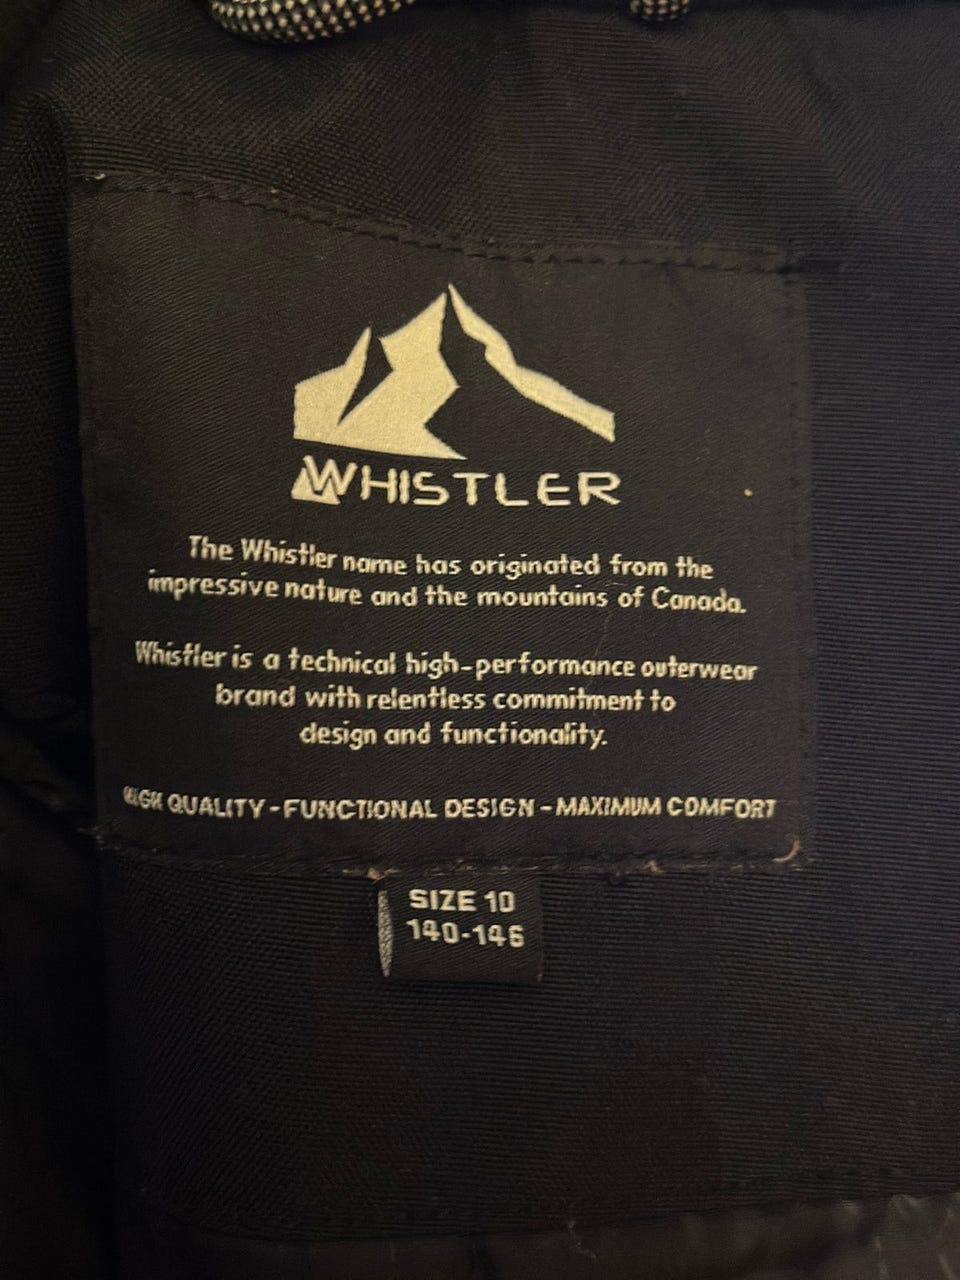 WHISTLER
The Whistler name has originated from the
impressive nature and the mountains of Canada.
Whistler is a technical high-performance outerwear
brand with relentless commitment to
design and functionality.
HIGH QUALITY - FUNCTIONAL DESIGN - MAXIMUM COMFORT
SIZE 10
140-146